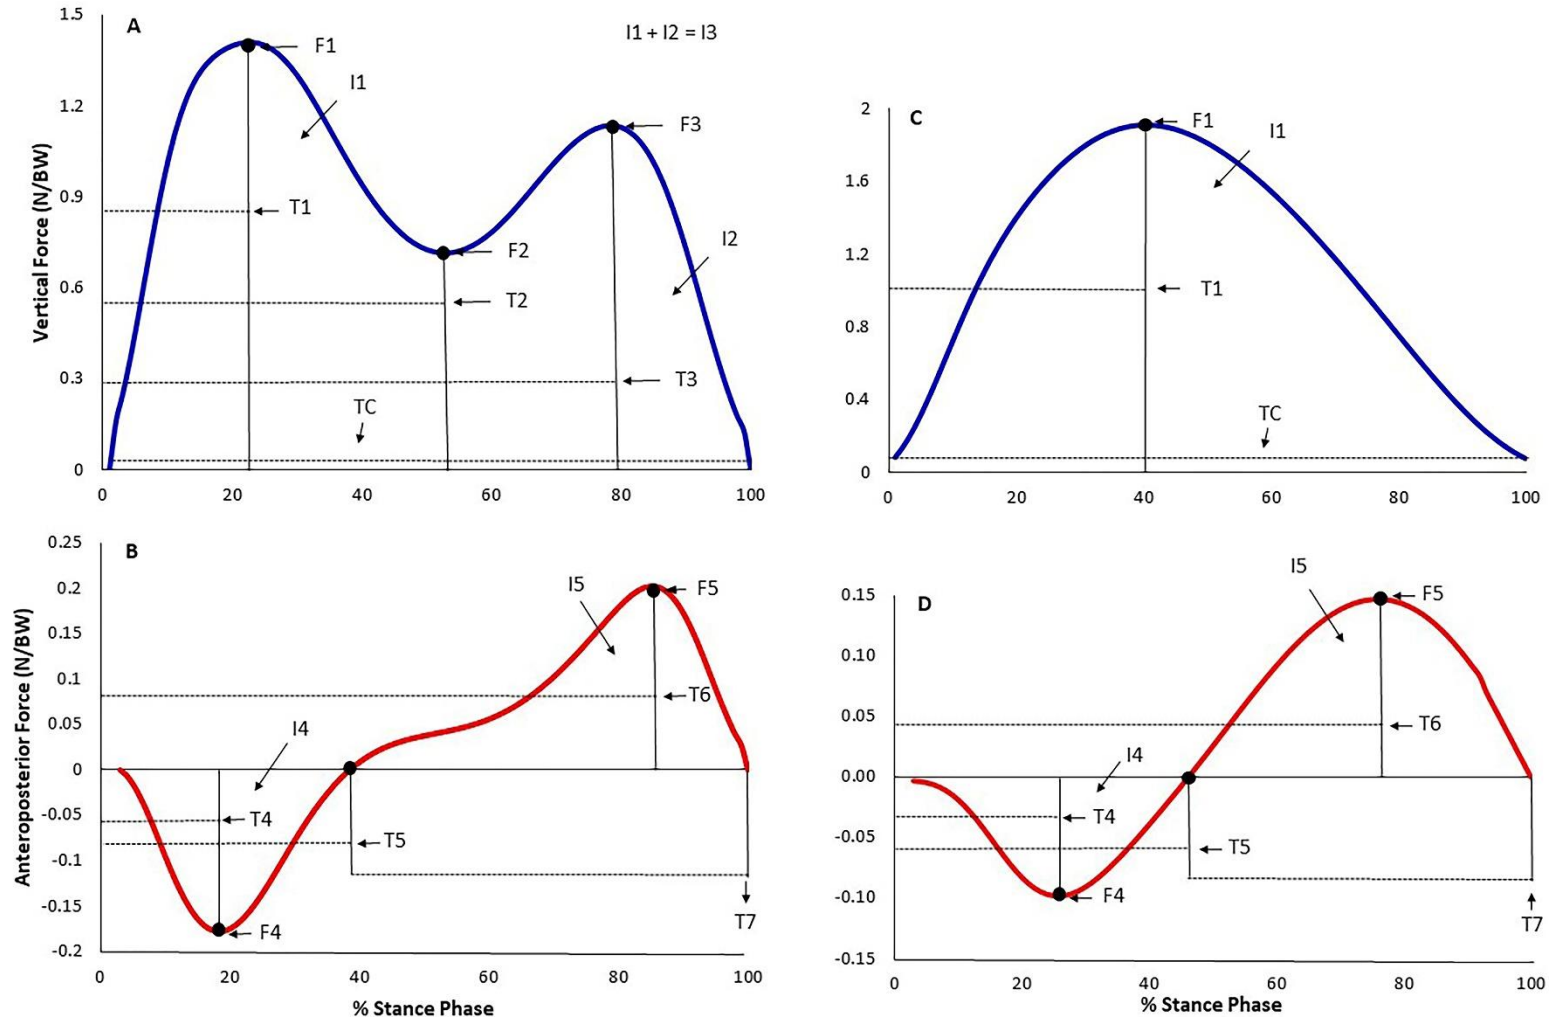 A
I1 + I2 = I3
Vertical Force (N/BW)
1.5
1.2
0.9
0.6
0.3
0
F1
I1
F3
T1
F2
I2
T2
T3
TC
0 20 40 60 80 100
C
2
1.6
1.2
0.8
0.4
0
F1
I1
T1
TC
0 20 40 60 80 100
B
Anteroposterior Force (N/BW)
0.25
0.2
0.15
0.1
0.05
0
-0.05
-0.1
-0.15
-0.2
I5
F5
T6
I4
T4
T5
F4
T7
0 20 40 60 80 100
% Stance Phase
D
0.15
0.10
0.05
0.00
-0.05
-0.10
-0.15
I5
F5
T6
I4
T4
T5
F4
T7
0 20 40 60 80 100
% Stance Phase